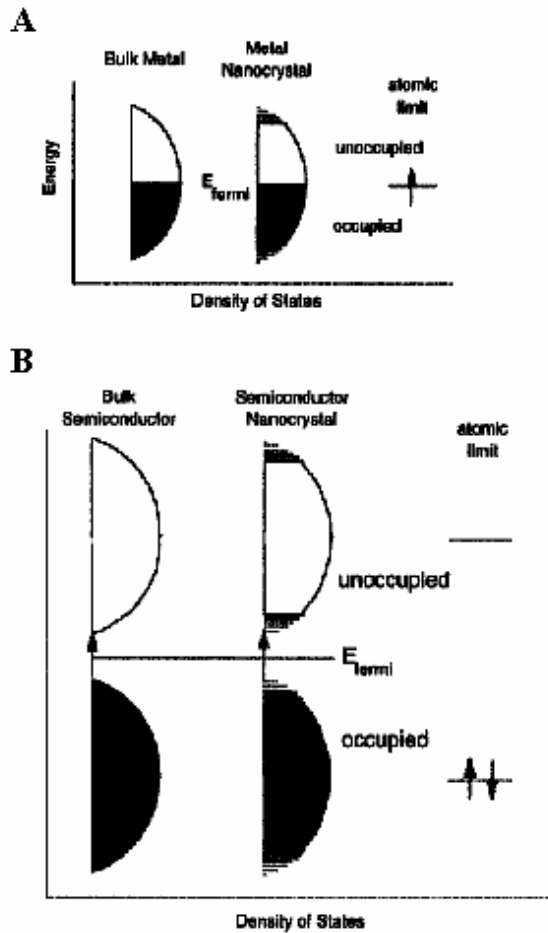 A
Bulk Metal
Metal
Nanocrystal
atomic
limit
Energy
unoccupied
E fermi
occupied
Density of States
B
Bulk
Semiconductor
Semiconductor
Nanocrystal
atomic
limit
unoccupied
E fermi
occupied
Density of States